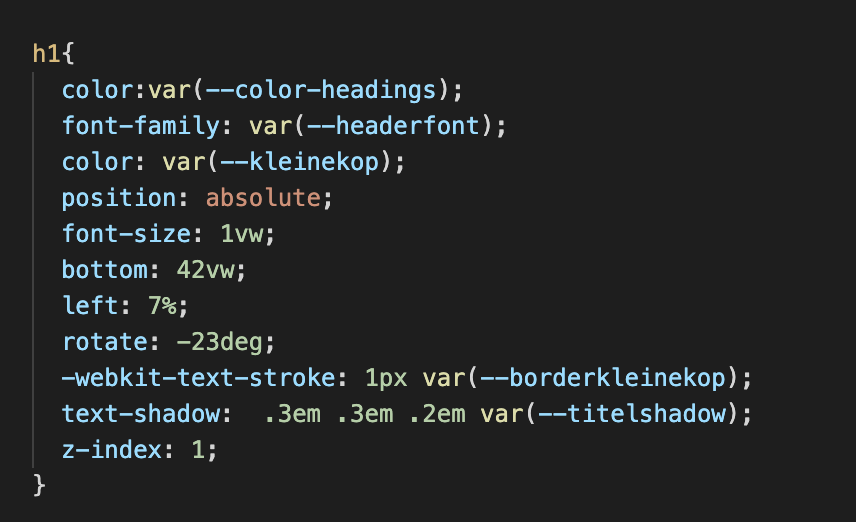 h1{
color:var(--color-headings);
font-family: var(--headerfont);
color: var(--kleinekop);
position: absolute;
font-size: 1vw;
bottom: 42vw;
left: 7%;
rotate: -23deg;
-webkit-text-stroke: 1px var(--borderkleinekop);
text-shadow:  .3em .3em .2em var(--titelshadow);
z-index: 1;
}